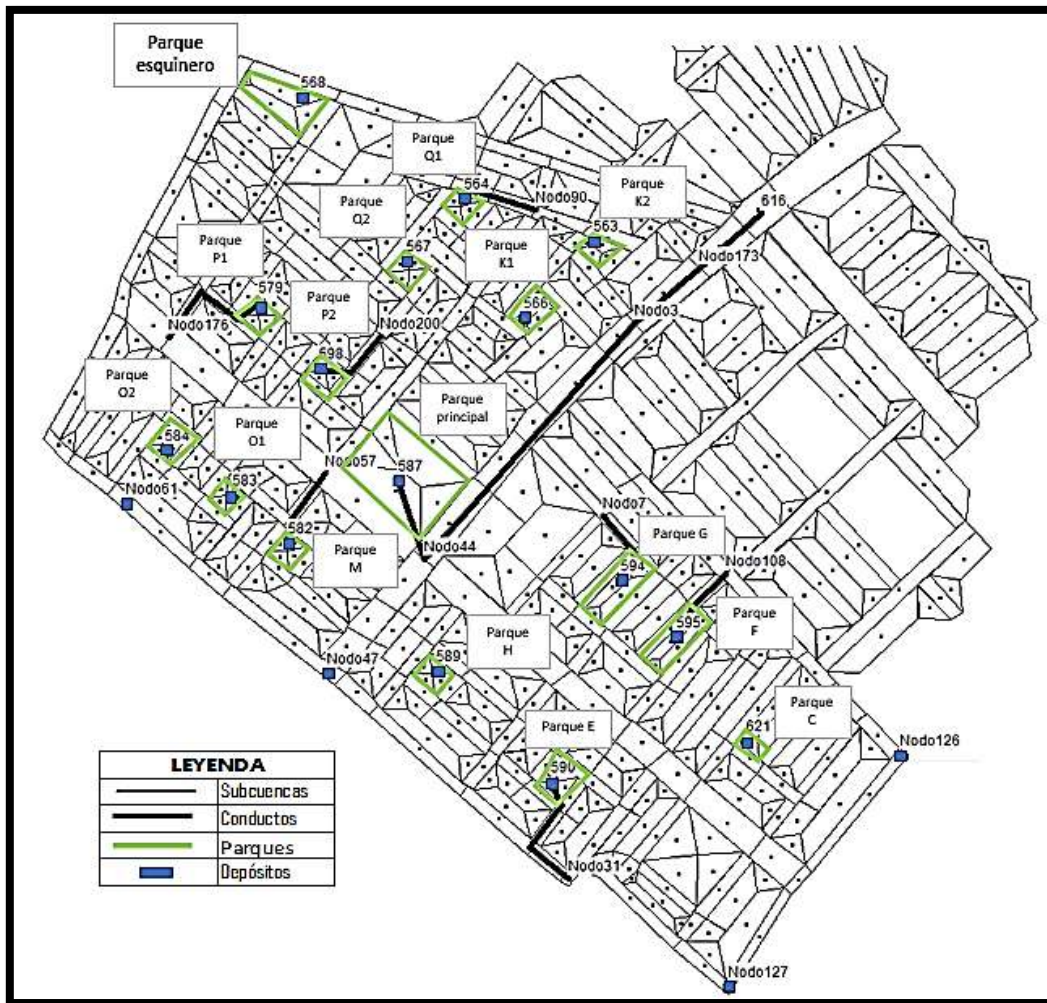 Parque
esquinero
568
Parque
Q1
564
Nodo90
Parque
K2
616
Parque
Q2
567
563
Nodo173
Parque
P1
Parque
K1
579
Parque
P2
566
Nodo3
Nodo176
Nodo200
598
Parque
O2
Parque
O1
Parque
principal
584
Nodo57
587
583
Nodo61
Nodo7
582
Parque
M
Nodo44
Parque G
Nodo108
594
Parque
H
595
Parque
F
589
Nodo47
Parque
C
Parque E
621
Nodo126
590
LEYENDA
Subcuencas
Conductos
Parques
Depósitos
Nodo31
Nodo127